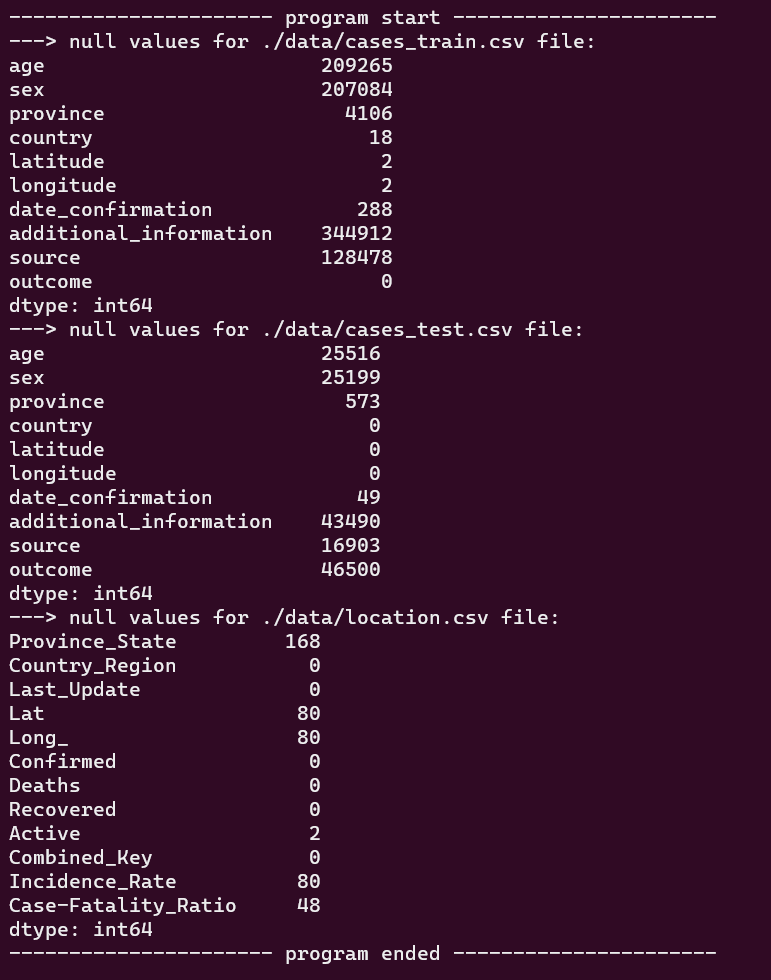 ---------------------- program start ----------------------
---> null values for ./data/cases_train.csv file:
age                       209265
sex                       207084
province                    4106
country                       18
latitude                       2
longitude                      2
date_confirmation            288
additional_information    344912
source                    128478
outcome                        0
dtype: int64
---> null values for ./data/cases_test.csv file:
age                       25516
sex                       25199
province                    573
country                       0
latitude                      0
longitude                     0
date_confirmation            49
additional_information    43490
source                    16903
outcome                   46500
dtype: int64
---> null values for ./data/location.csv file:
Province_State         168
Country_Region           0
Last_Update              0
Lat                     80
Long_                   80
Confirmed                0
Deaths                   0
Recovered                0
Active                   2
Combined_Key             0
Incidence_Rate          80
Case-Fatality_Ratio     48
dtype: int64
---------------------- program ended ----------------------